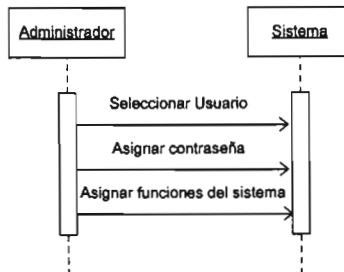 Administrador
Sistema
Seleccionar Usuario
Asignar contraseña
Asignar funciones del sistema